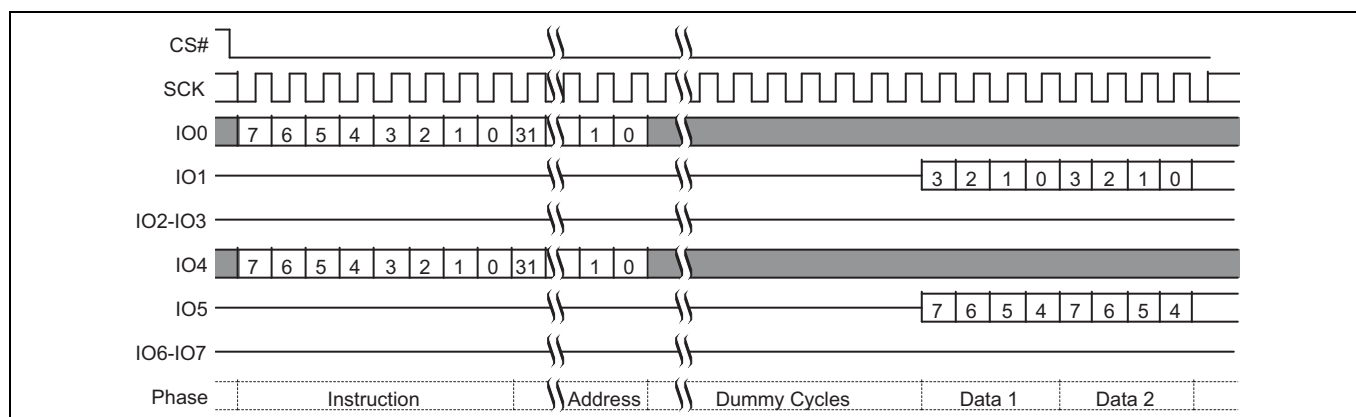 CS#
SCK
IO0 7 6 5 4 3 2 1 0 31 1 0
IO1 3 2 1 0 3 2 1 0
IO2-IO3
IO4 7 6 5 4 3 2 1 0 31 1 0
IO5 7 6 5 4 7 6 5 4
IO6-IO7
Phase Instruction Address Dummy Cycles Data 1 Data 2